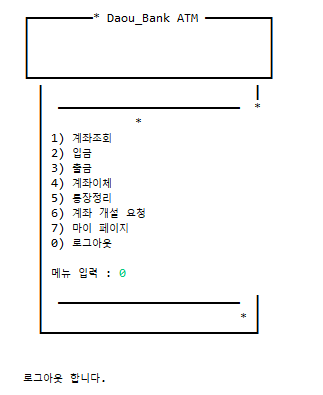 * Daou_Bank ATM
*
*
1) 계좌조회
2) 입금
3) 출금
4) 계좌이체
5) 통장정리
6) 계좌 개설 요청
7) 마이 페이지
0) 로그아웃
메뉴 입력 : 0
*
로그아웃 합니다.